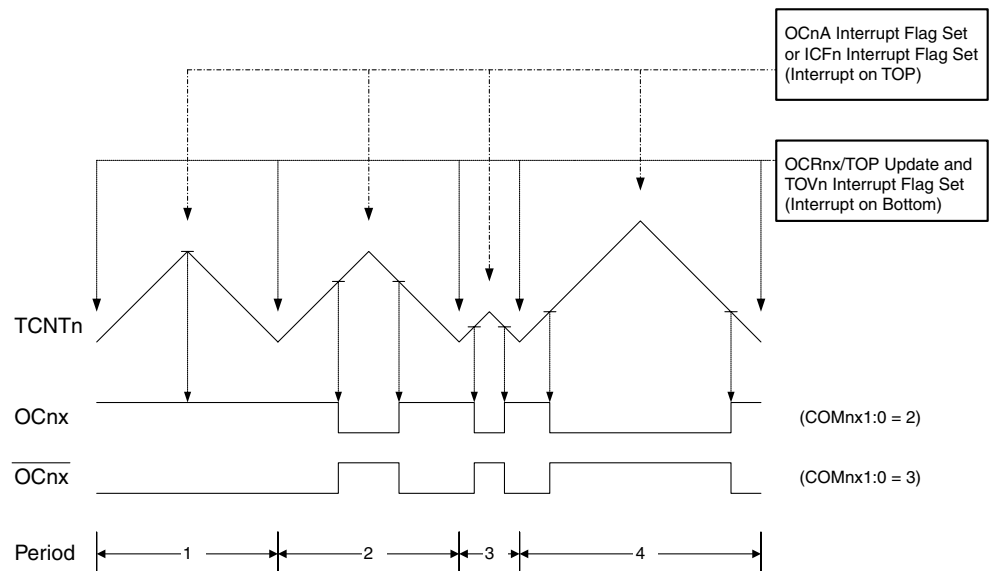 OCnA Interrupt Flag Set
or ICFn Interrupt Flag Set
(Interrupt on TOP)
OCRnx/TOP Update and
TOVn Interrupt Flag Set
(Interrupt on Bottom)
TCNTn
OCnx
(COMnx1:0 = 2)
OCnx
(COMnx1:0 = 3)
Period
1
2
3
4